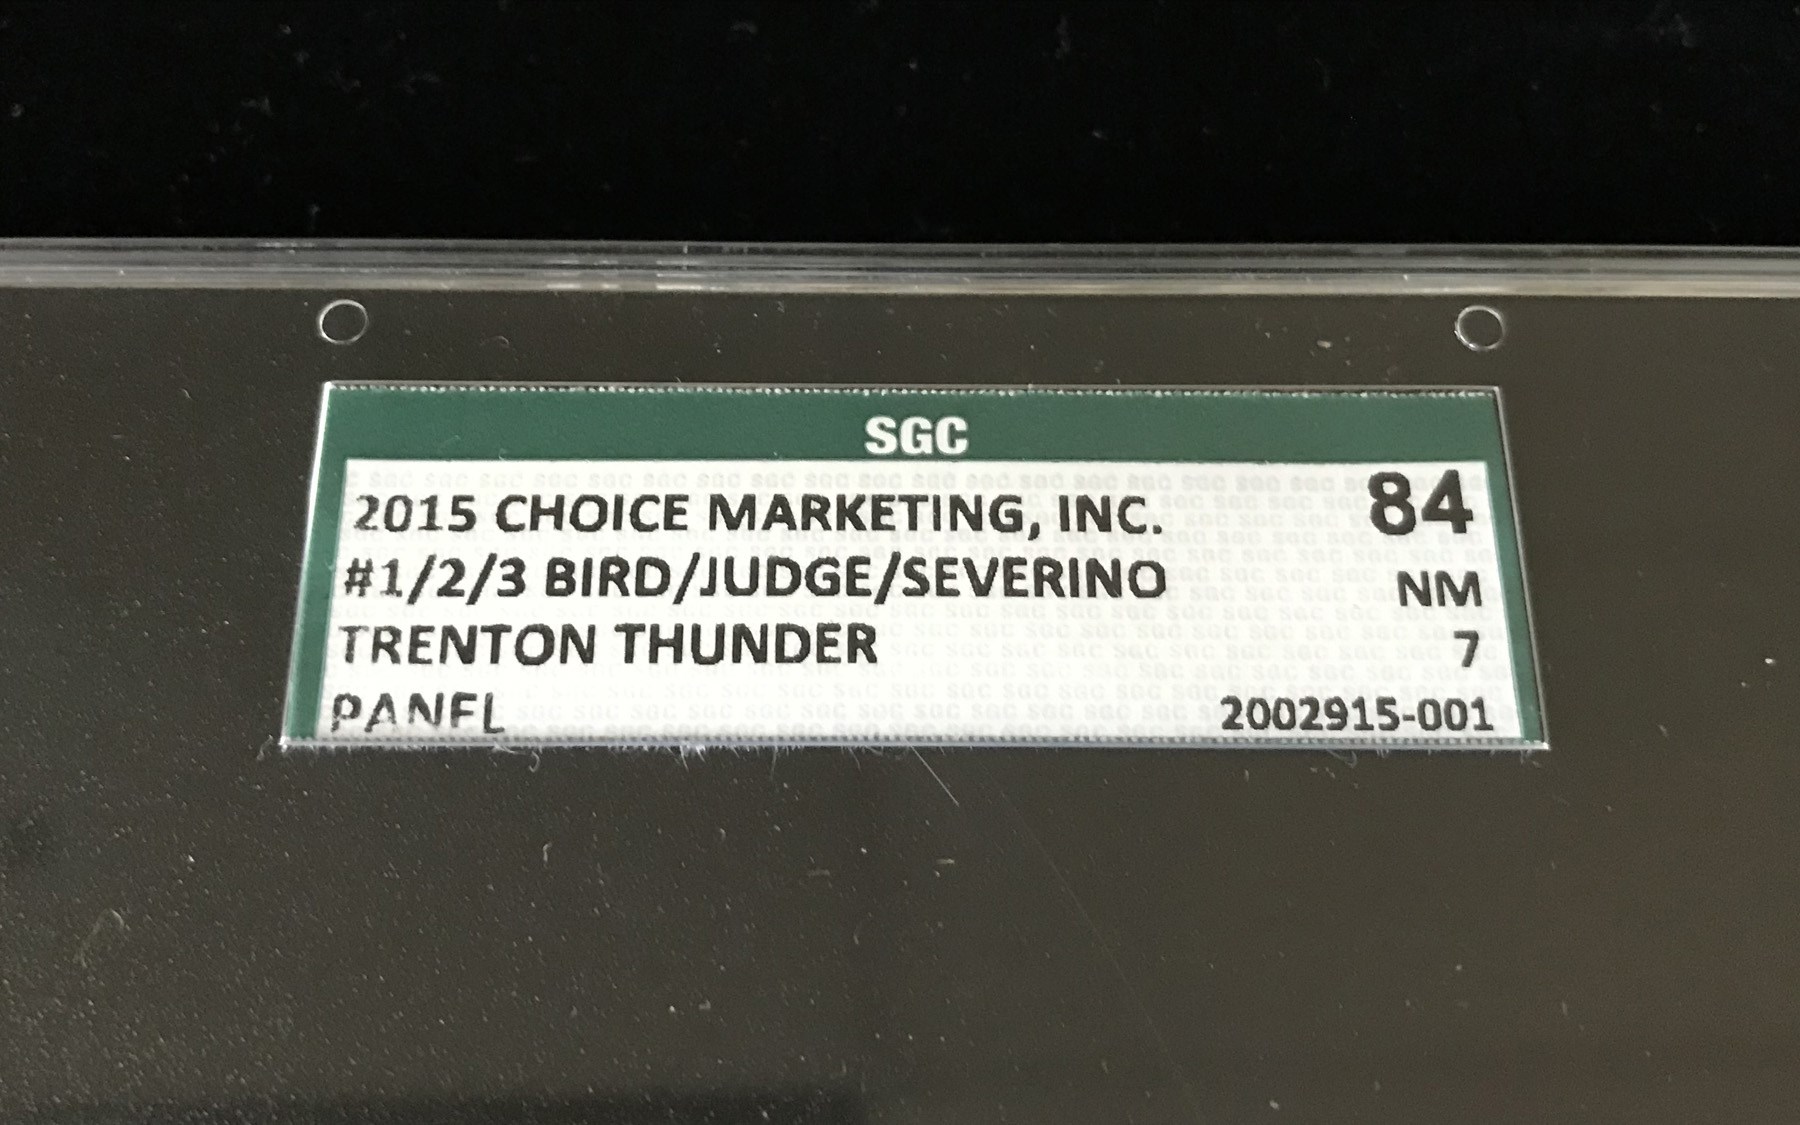 SGC
2015 CHOICE MARKETING, INC. 84
#1/2/3 BIRD/JUDGE/SEVERINO NM
TRENTON THUNDER 7
PANEL 2002915-001